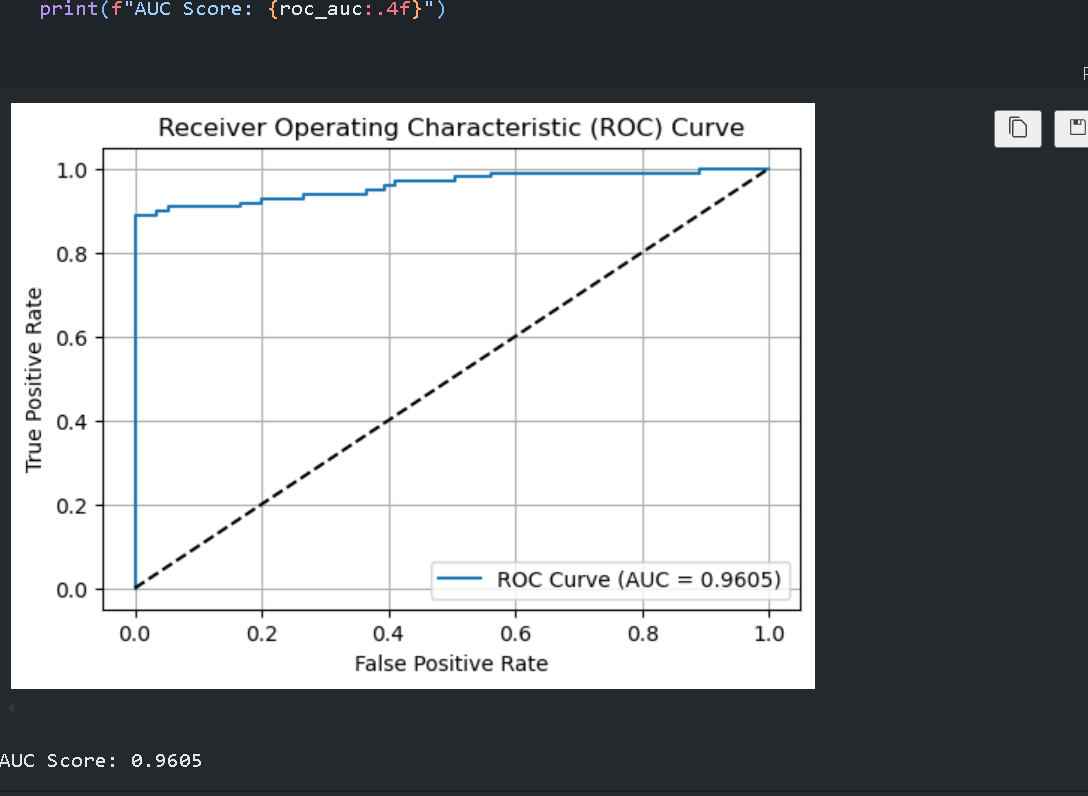 print(f"AUC Score: {roc_auc:.4f}")
Receiver Operating Characteristic (ROC) Curve
1.0
0.8
0.6
0.4
0.2
0.0
True Positive Rate
ROC Curve (AUC = 0.9605)
0.0 0.2 0.4 0.6 0.8 1.0
False Positive Rate
AUC Score: 0.9605